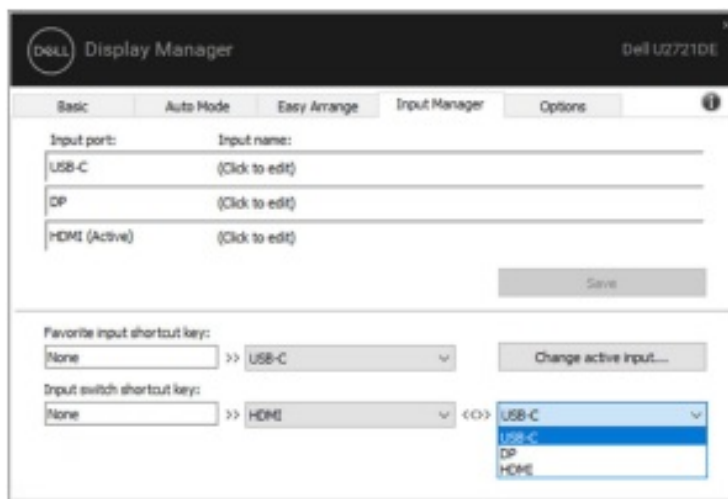 DELL Display Manager Dell U2721DE
Basic Auto Mode Easy Arrange Input Manager Options
Input port: Input name:
USB-C (Click to edit)
DP (Click to edit)
HDMI (Active) (Click to edit)
Save
Favorite input shortcut key:
None >> USB-C Change active input...
Input switch shortcut key:
None >> HDMI <<>> USB-C
USB-C
DP
HDMI